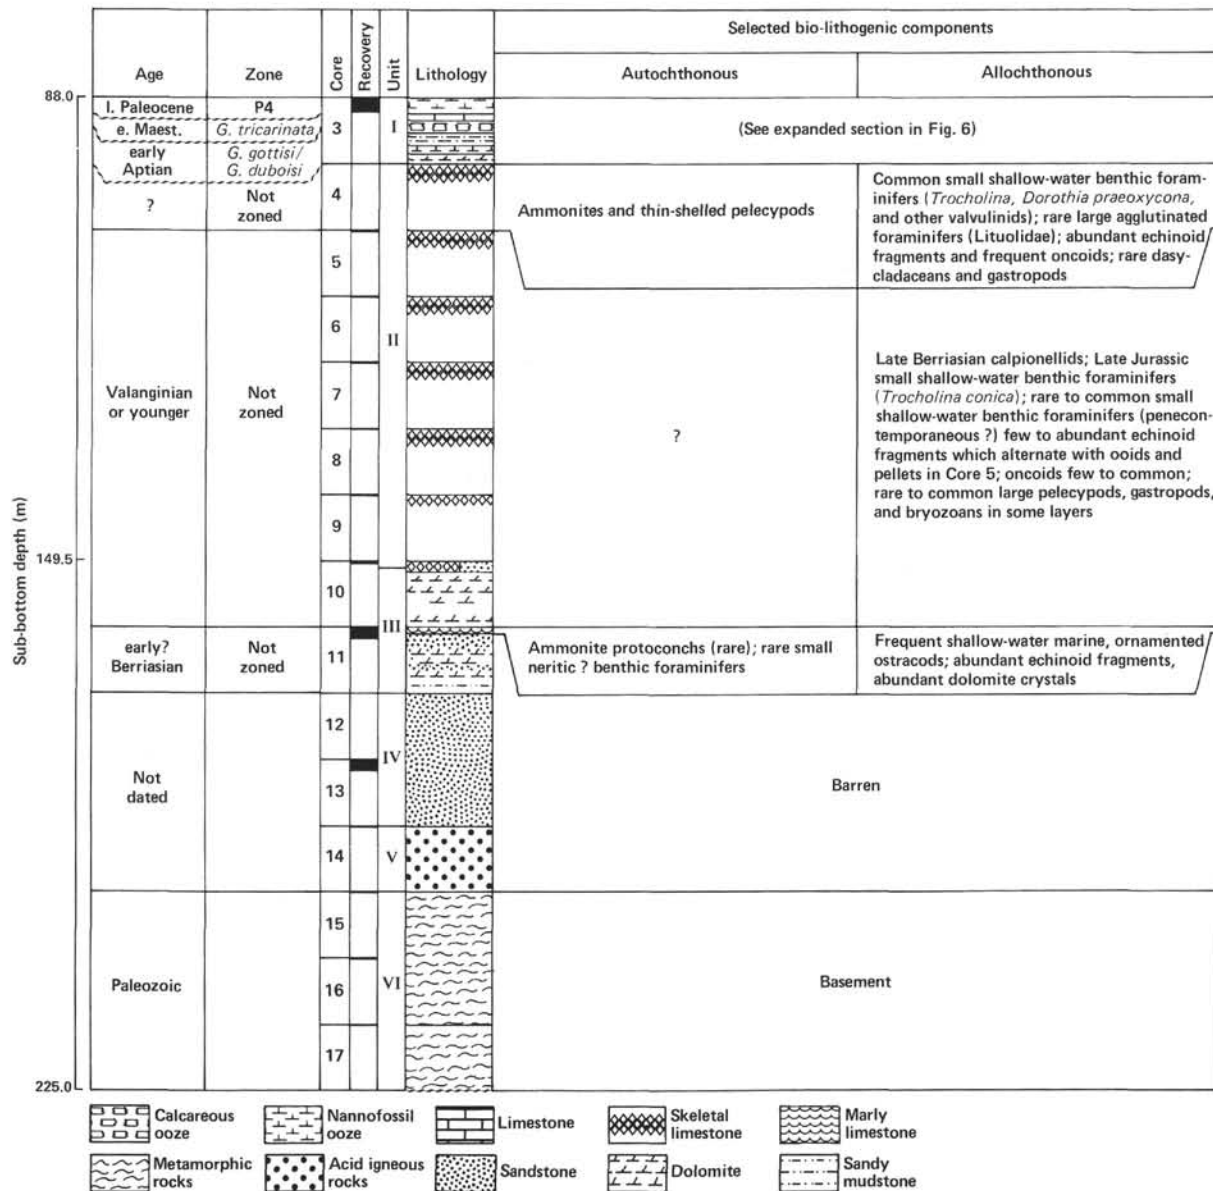 Selected bio-lithogenic components
Age
Zone
Core
Recovery
Unit
Lithology
Autochthonous
Allochthonous
Sub-bottom depth (m)
88.0
149.5
225.0
l. Paleocene
P4
e. Maest.
G. tricarinata
early
Aptian
G. gottisi/
G. duboisi
3
I
(See expanded section in Fig. 6)
?
Not
zoned
4
Ammonites and thin-shelled pelecypods
Common small shallow-water benthic foram-
inifers (Trocholina, Dorothia praeoxycona,
and other valvulinids); rare large agglutinated
foraminifers (Lituolidae); abundant echinoid
fragments and frequent oncoids; rare dasy-
cladaceans and gastropods
Valanginian
or younger
Not
zoned
5
6
7
8
9
10
II
?
Late Berriasian calpionellids; Late Jurassic
small shallow-water benthic foraminifers
(Trocholina conica); rare to common small
shallow-water benthic foraminifers (penecon-
temporaneous ?) few to abundant echinoid
fragments which alternate with ooids and
pellets in Core 5; oncoids few to common;
rare to common large pelecypods, gastropods,
and bryozoans in some layers
early?
Berriasian
Not
zoned
11
III
Ammonite protoconchs (rare); rare small
neritic ? benthic foraminifers
Frequent shallow-water marine, ornamented
ostracods; abundant echinoid fragments,
abundant dolomite crystals
Not
dated
12
13
14
IV
V
Barren
Paleozoic
15
16
17
VI
Basement
Calcareous
ooze
Nannofossil
ooze
Limestone
Skeletal
limestone
Marly
limestone
Metamorphic
rocks
Acid igneous
rocks
Sandstone
Dolomite
Sandy
mudstone